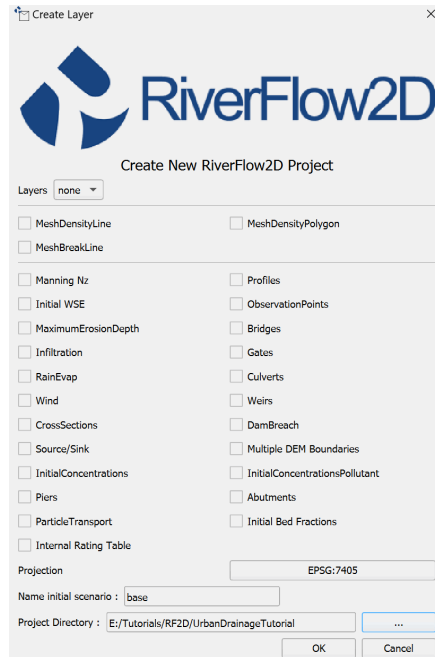 Create Layer
RiverFlow2D
Create New RiverFlow2D Project
Layers none
MeshDensityLine MeshDensityPolygon
MeshBreakLine
Manning Nz Profiles
Initial WSE ObservationPoints
MaximumErosionDepth Bridges
Infiltration Gates
RainEvap Culverts
Wind Weirs
CrossSections DamBreach
Source/Sink Multiple DEM Boundaries
InitialConcentrations InitialConcentrationsPollutant
Piers Abutments
ParticleTransport Initial Bed Fractions
Internal Rating Table
Projection EPSG:7405
Name initial scenario : base
Project Directory : E:/Tutorials/RF2D/UrbanDrainageTutorial ...
OK Cancel